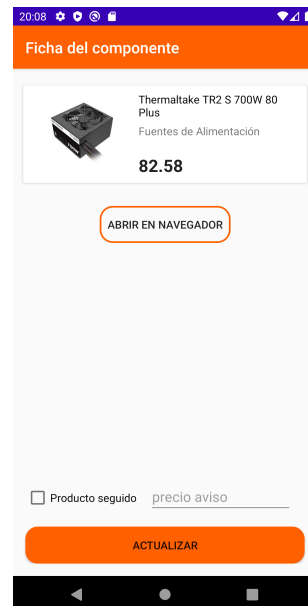 20:08
Ficha del componente
Thermaltake TR2 S 700W 80
Plus
Fuentes de Alimentación
82.58
ABRIR EN NAVEGADOR
Producto seguido
precio aviso
ACTUALIZAR